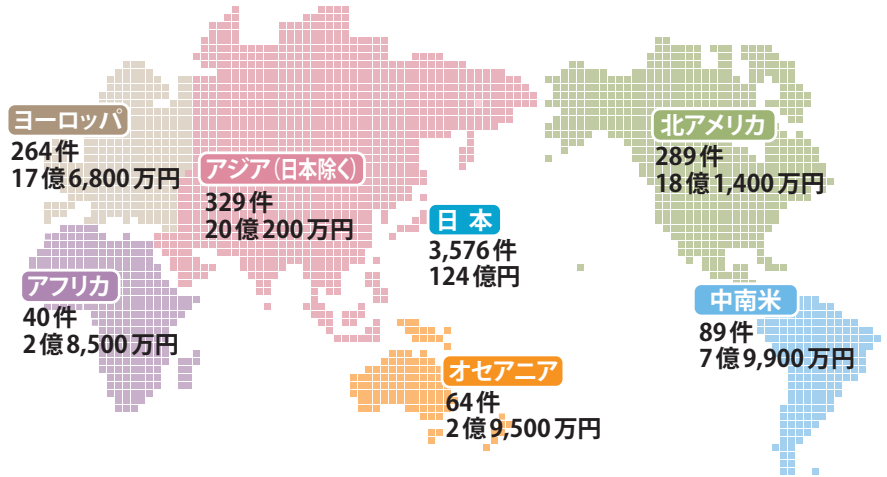 ヨーロッパ
264件
17億6,800万円
アジア(日本除く)
329件
20億200万円
日本
3,576件
124億円
北アメリカ
289件
18億1,400万円
アフリカ
40件
2億8,500万円
オセアニア
64件
2億9,500万円
中南米
89件
7億9,900万円